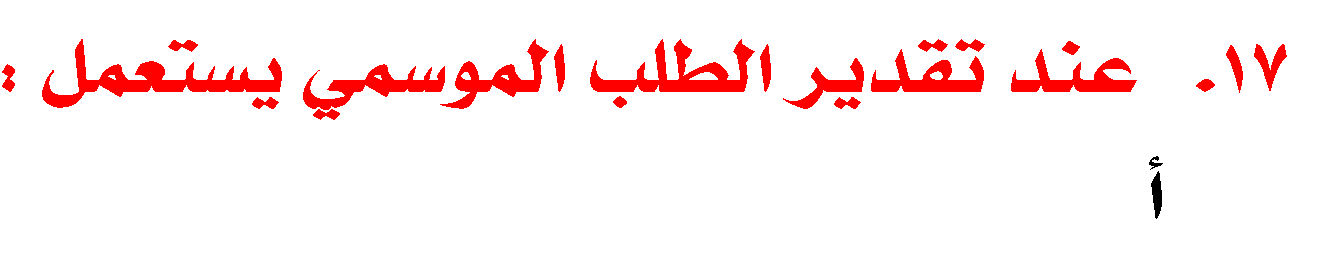 ١٧. عند تقدير الطلب الموسمي يستعمل :
أ